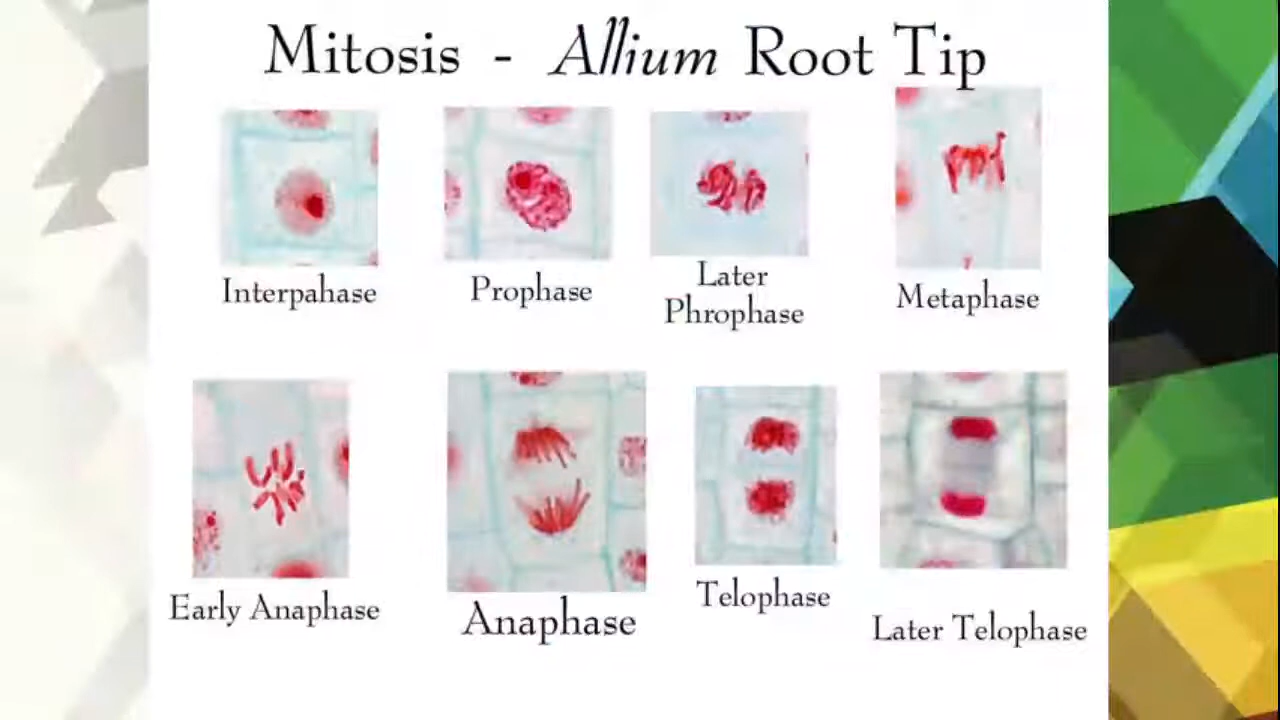 Mitosis - Allium Root Tip
Interpahase
Prophase
Later
Phrophase
Metaphase
Early Anaphase
Anaphase
Telophase
Later Telophase